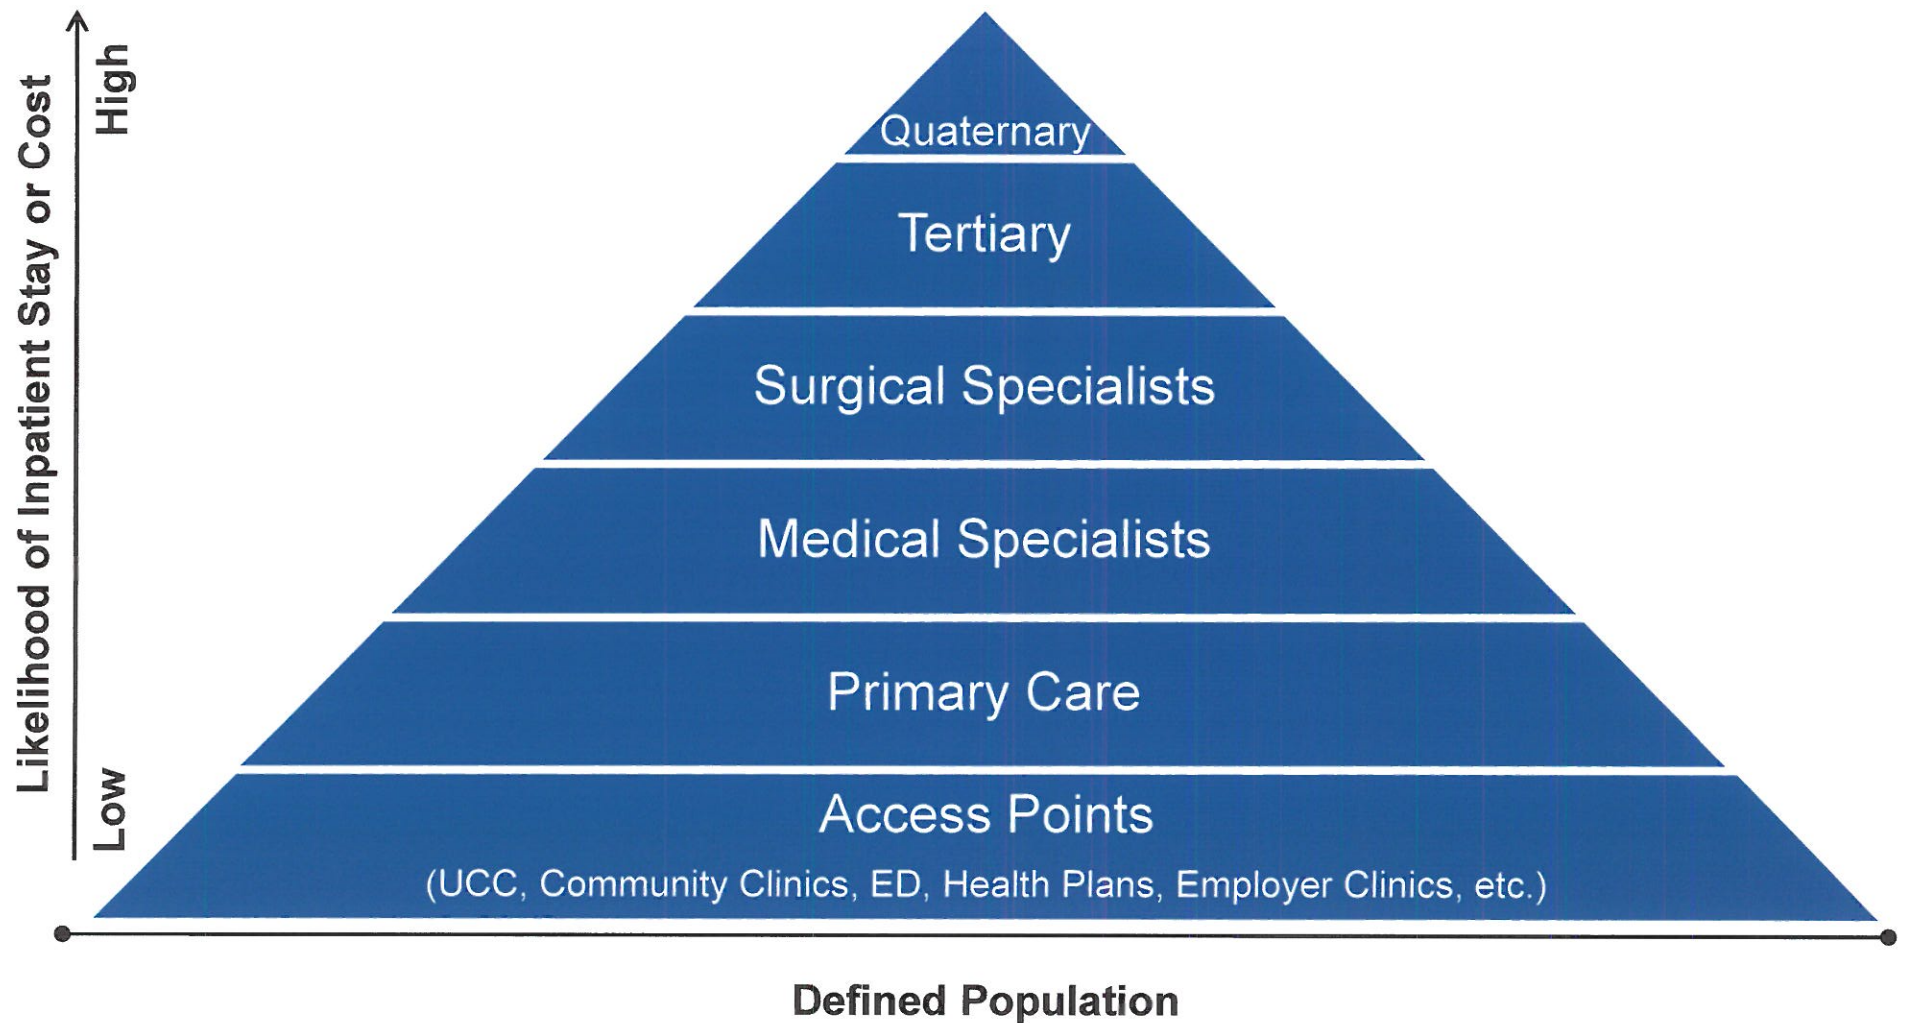 Likelihood of Inpatient Stay or Cost
High
Low
Quaternary
Tertiary
Surgical Specialists
Medical Specialists
Primary Care
Access Points
(UCC, Community Clinics, ED, Health Plans, Employer Clinics, etc.)
Defined Population